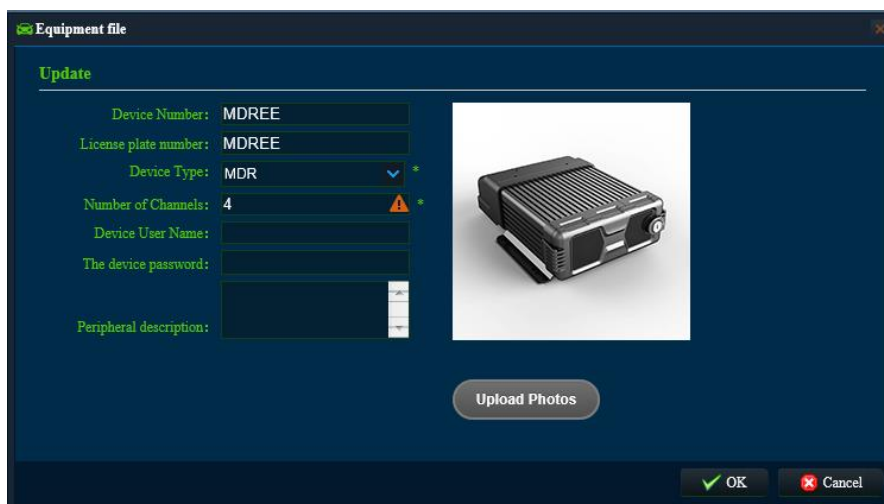 Equipment file
Update
Device Number: MDREE
License plate number: MDREE
Device Type: MDR *
Number of Channels: 4 *
Device User Name:
The device password:
Peripheral description:
Upload Photos
OK Cancel